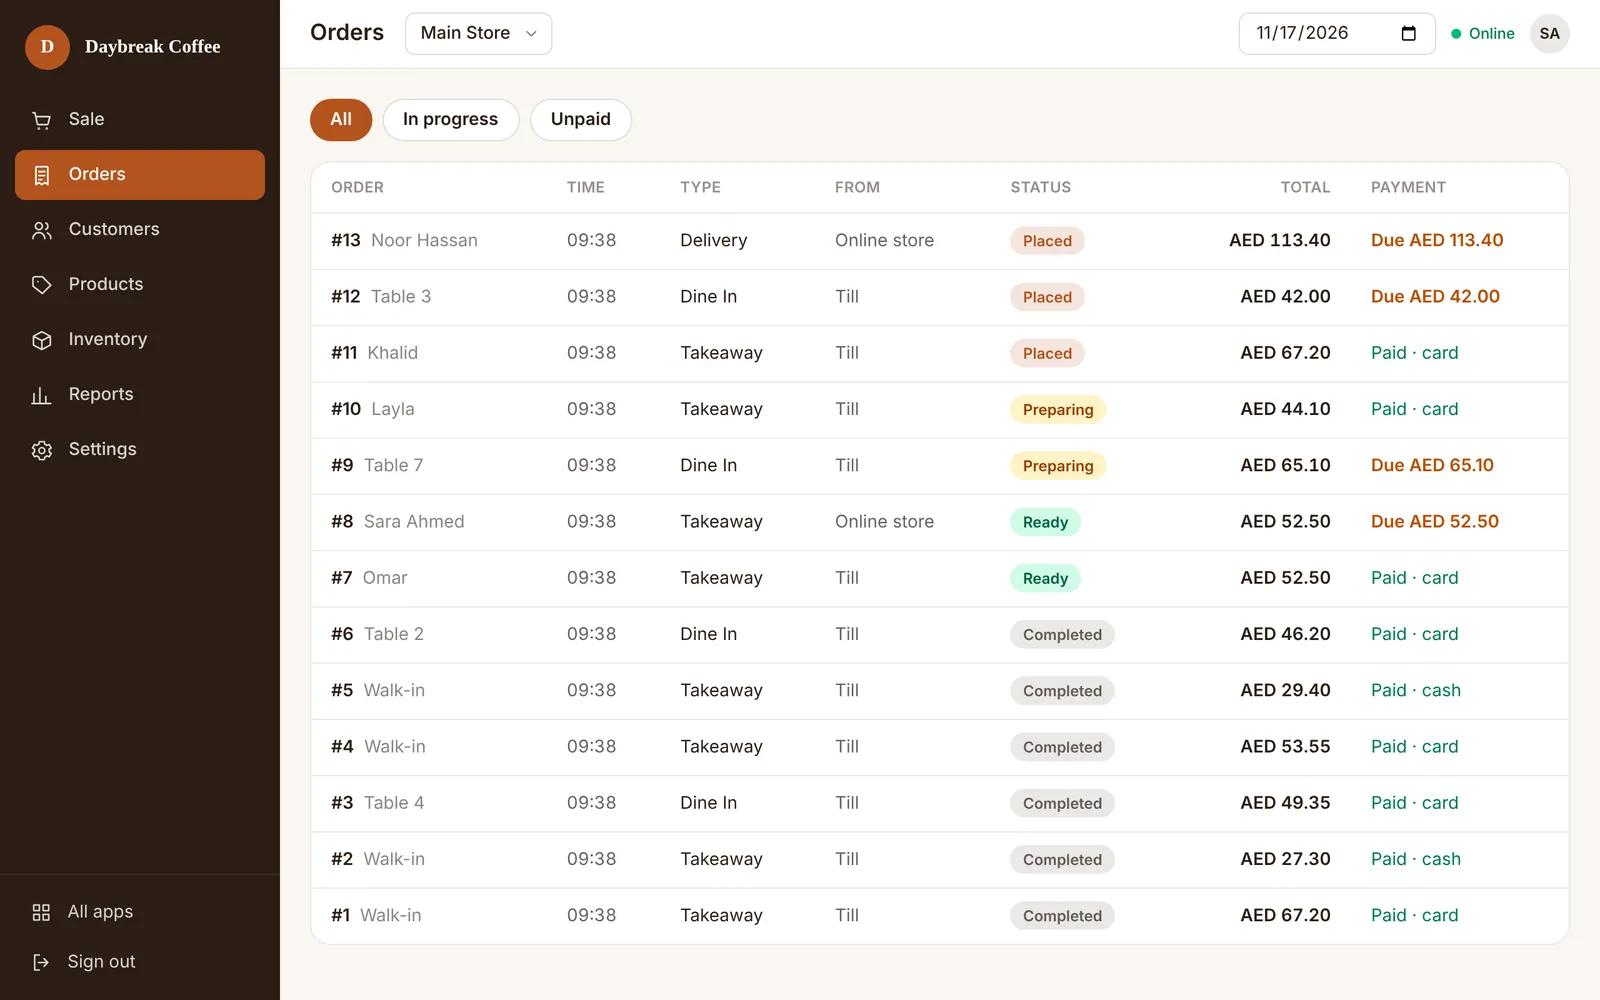 D Daybreak Coffee
Sale
Orders
Customers
Products
Inventory
Reports
Settings
All apps
Sign out
Orders Main Store 11/17/2026 Online SA
All In progress Unpaid
ORDER TIME TYPE FROM STATUS TOTAL PAYMENT
#13 Noor Hassan 09:38 Delivery Online store Placed AED 113.40 Due AED 113.40
#12 Table 3 09:38 Dine In Till Placed AED 42.00 Due AED 42.00
#11 Khalid 09:38 Takeaway Till Placed AED 67.20 Paid · card
#10 Layla 09:38 Takeaway Till Preparing AED 44.10 Paid · card
#9 Table 7 09:38 Dine In Till Preparing AED 65.10 Due AED 65.10
#8 Sara Ahmed 09:38 Takeaway Online store Ready AED 52.50 Due AED 52.50
#7 Omar 09:38 Takeaway Till Ready AED 52.50 Paid · card
#6 Table 2 09:38 Dine In Till Completed AED 46.20 Paid · card
#5 Walk-in 09:38 Takeaway Till Completed AED 29.40 Paid · cash
#4 Walk-in 09:38 Takeaway Till Completed AED 53.55 Paid · card
#3 Table 4 09:38 Dine In Till Completed AED 49.35 Paid · card
#2 Walk-in 09:38 Takeaway Till Completed AED 27.30 Paid · cash
#1 Walk-in 09:38 Takeaway Till Completed AED 67.20 Paid · card